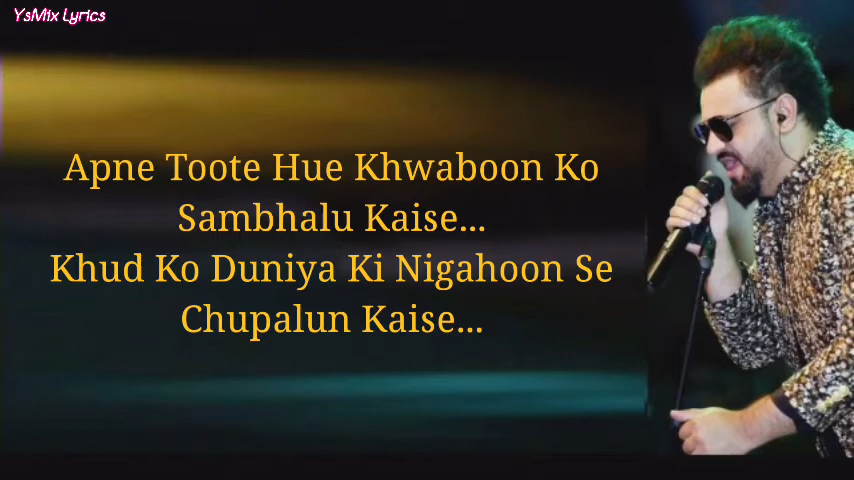 YsMix Lyrics
Apne Toote Hue Khwaboon Ko
Sambhalu Kaise...
Khud Ko Duniya Ki Nigahoon Se
Chupalun Kaise...